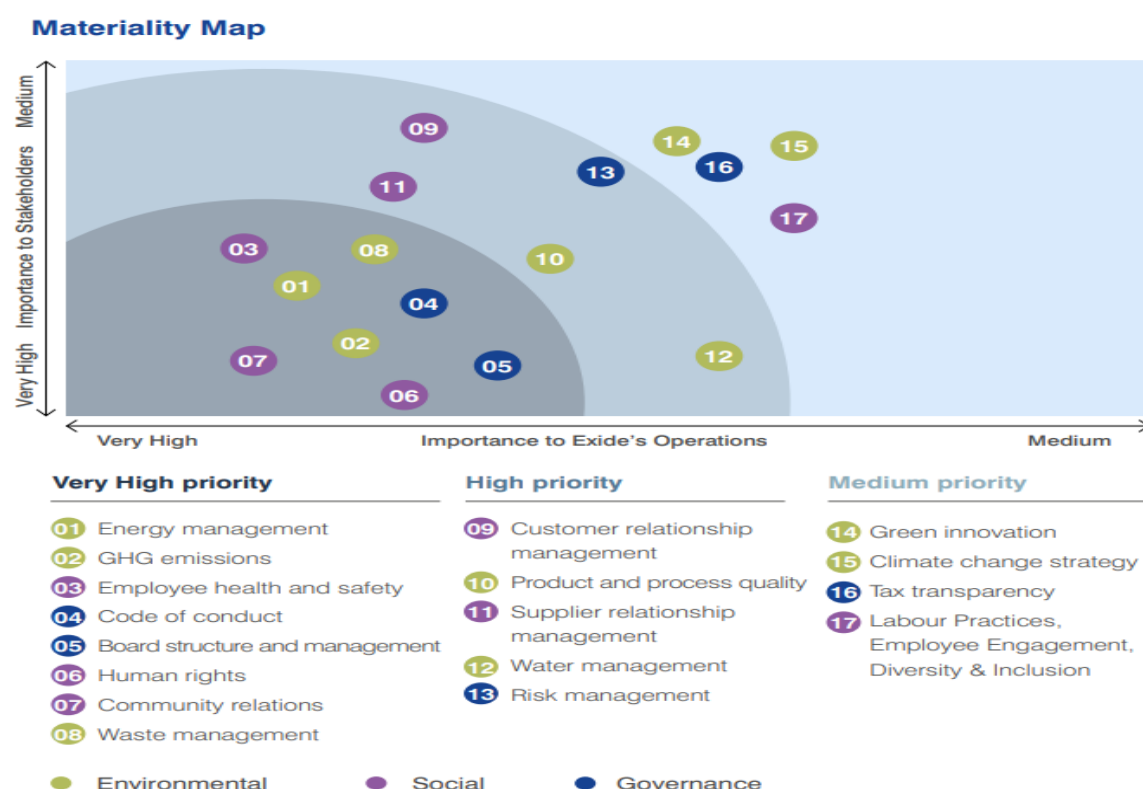 Materiality Map
Medium
Importance to Stakeholders
Very High
09
14
15
16
13
11
17
03
08
10
01
04
02
12
07
05
06
Very High
Importance to Exide's Operations
Medium
Very High priority
01 Energy management
02 GHG emissions
03 Employee health and safety
04 Code of conduct
05 Board structure and management
06 Human rights
07 Community relations
08 Waste management
High priority
09 Customer relationship
management
10 Product and process quality
11 Supplier relationship
management
12 Water management
13 Risk management
Medium priority
14 Green innovation
15 Climate change strategy
16 Tax transparency
17 Labour Practices,
Employee Engagement,
Diversity & Inclusion
Environmental
Social
Governance